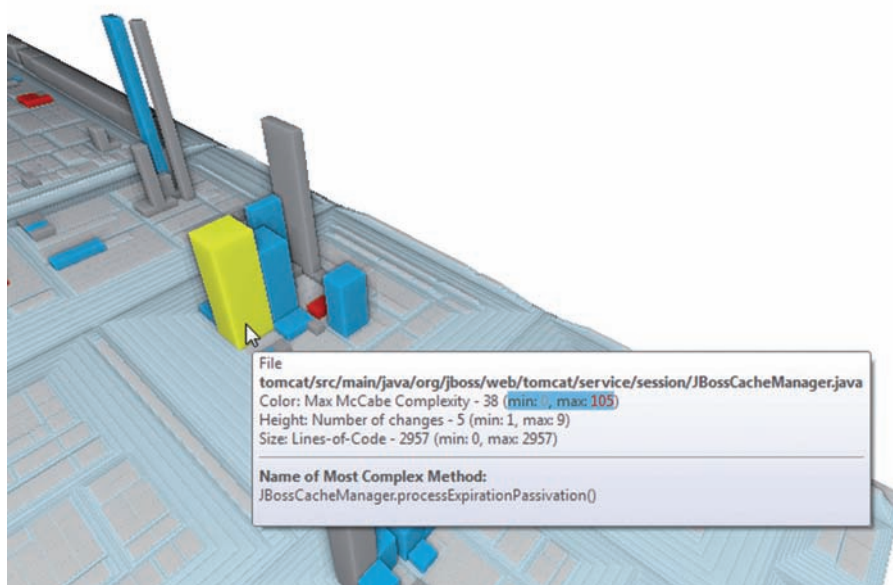 File
tomcat/src/main/java/org/jboss/web/tomcat/service/session/JBossCacheManager.java
Color: Max McCabe Complexity - 38 (min: 0, max: 105)
Height: Number of changes - 5 (min: 1, max: 9)
Size: Lines-of-Code - 2957 (min: 0, max: 2957)
Name of Most Complex Method:
JBossCacheManager.processExpirationPassivation()